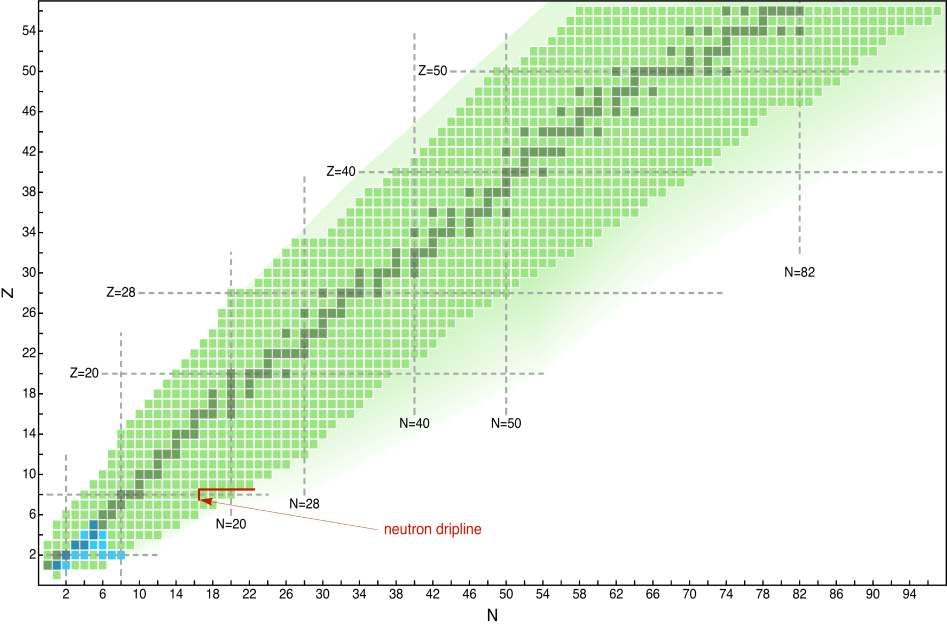 54
50
46
42
38
34
30
26
22
18
14
10
6
2
Z
Z=50
Z=40
Z=28
Z=20
N=82
N=40
N=50
N=28
N=20
neutron dripline
2 6 10 14 18 22 26 30 34 38 42 46 50 54 58 62 66 70 74 78 82 86 90 94
N